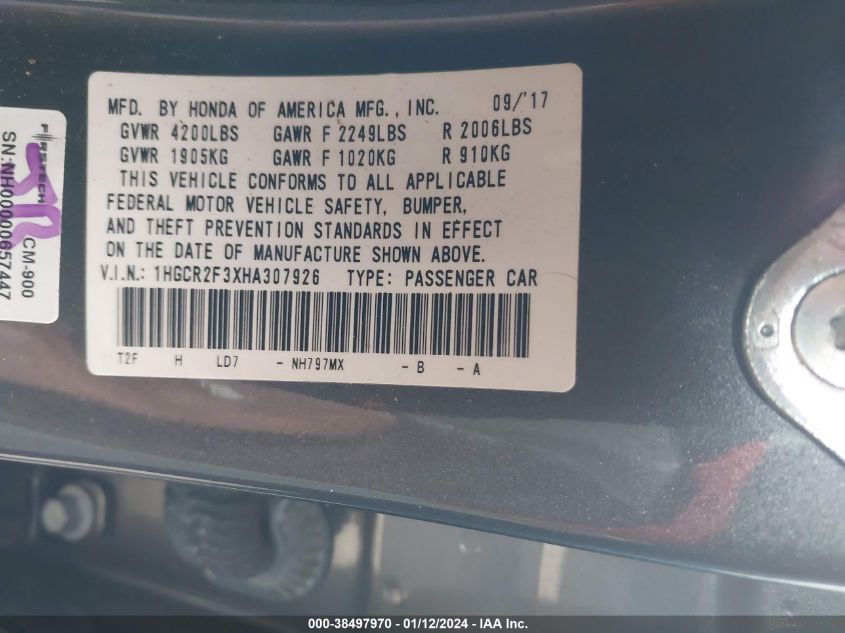 MFD. BY HONDA OF AMERICA MFG., INC. 09/'17
GVWR 4200LBS GAWR F 2249LBS R 2006LBS
GVWR 1905KG GAWR F 1020KG R 910KG
THIS VEHICLE CONFORMS TO ALL APPLICABLE
FEDERAL MOTOR VEHICLE SAFETY, BUMPER,
AND THEFT PREVENTION STANDARDS IN EFFECT
ON THE DATE OF MANUFACTURE SHOWN ABOVE.
V.I.N.: 1HGCR2F3XHA307926 TYPE: PASSENGER CAR
T2F H LD7 - NH797MX - B - A
FIRSTECH CM-900
SN:NH0000657447
000-38497970 - 01/12/2024 - IAA Inc.